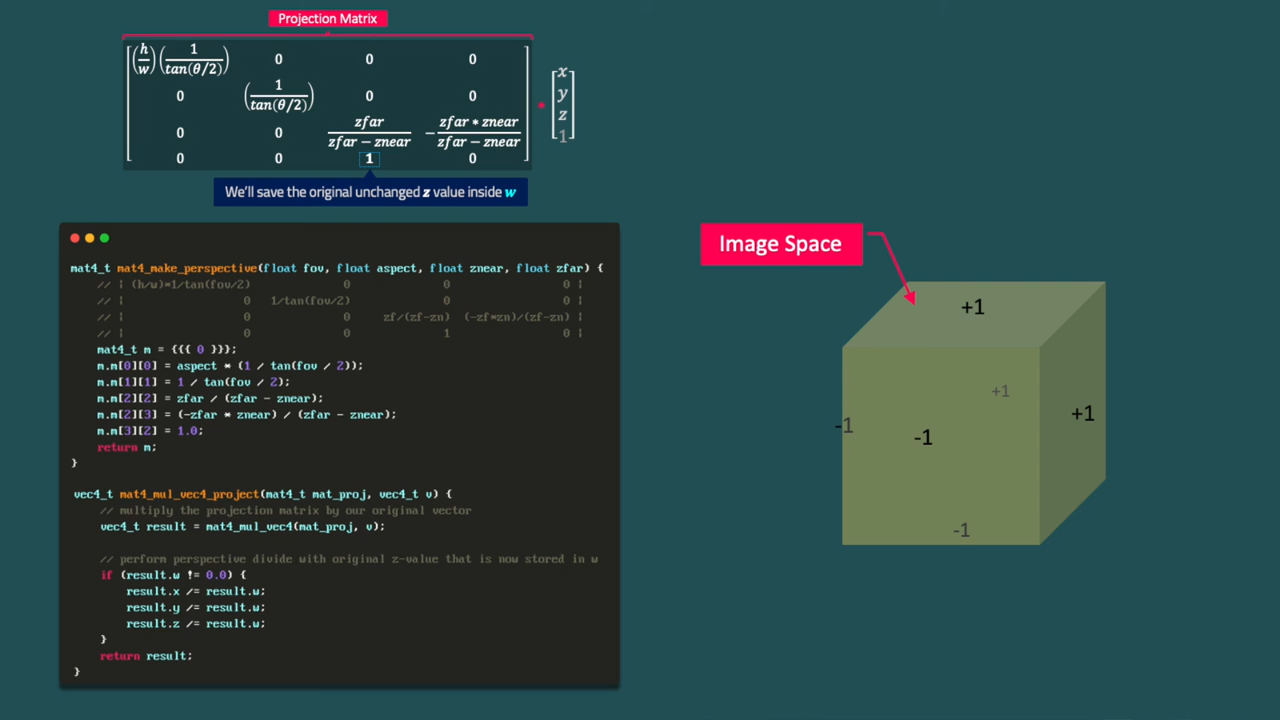 Projection Matrix
[(h/w)(1/tan(θ/2)) 0 0 0]
[0 (1/tan(θ/2)) 0 0]
[0 0 zfar/(zfar−znear) −(zfar∗znear)/(zfar−znear)]
[0 0 1 0]
•
[x
y
z
1]
We'll save the original unchanged z value inside w
mat4_t mat4_make_perspective(float fov, float aspect, float znear, float zfar) {
// | (h/w)*1/tan(fov/2) 0 0 0 |
// | 0 1/tan(fov/2) 0 0 |
// | 0 0 zf/(zf-zn) (-zf*zn)/(zf-zn) |
// | 0 0 1 0 |
mat4_t m = {{{ 0 }}};
m.m[0][0] = aspect * (1 / tan(fov / 2));
m.m[1][1] = 1 / tan(fov / 2);
m.m[2][2] = zfar / (zfar - znear);
m.m[2][3] = (-zfar * znear) / (zfar - znear);
m.m[3][2] = 1.0;
return m;
}
vec4_t mat4_mul_vec4_project(mat4_t mat_proj, vec4_t v) {
// multiply the projection matrix by our original vector
vec4_t result = mat4_mul_vec4(mat_proj, v);
// perform perspective divide with original z-value that is now stored in w
if (result.w != 0.0) {
result.x /= result.w;
result.y /= result.w;
result.z /= result.w;
}
return result;
}
Image Space
+1
+1
-1
-1
+1
-1